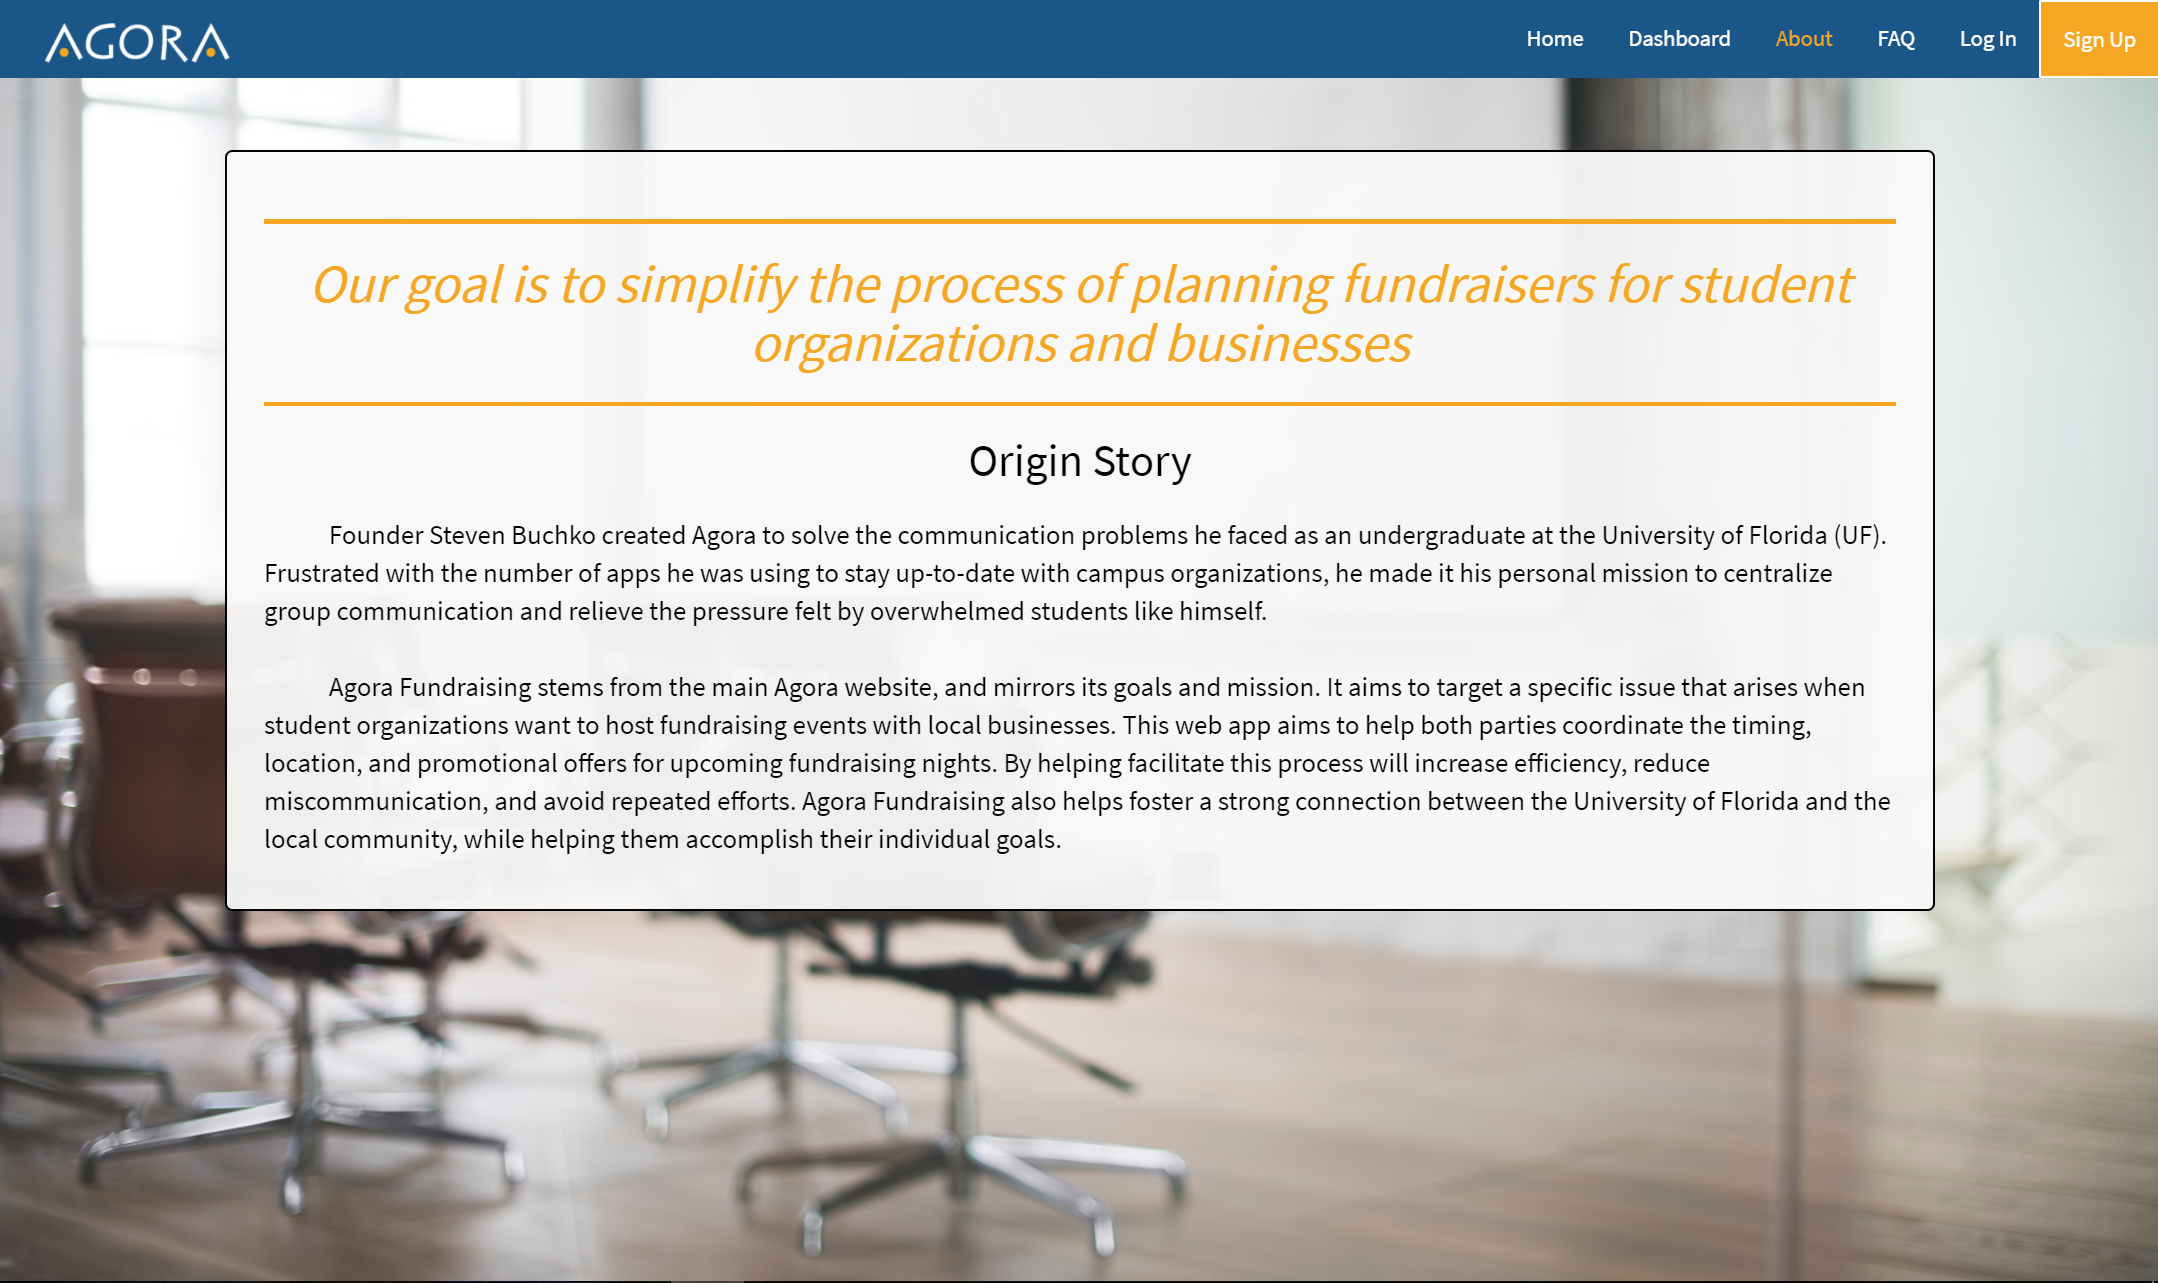 AGORA
Home Dashboard About FAQ Log In Sign Up
Our goal is to simplify the process of planning fundraisers for student
organizations and businesses
Origin Story
Founder Steven Buchko created Agora to solve the communication problems he faced as an undergraduate at the University of Florida (UF).
Frustrated with the number of apps he was using to stay up-to-date with campus organizations, he made it his personal mission to centralize
group communication and relieve the pressure felt by overwhelmed students like himself.
Agora Fundraising stems from the main Agora website, and mirrors its goals and mission. It aims to target a specific issue that arises when
student organizations want to host fundraising events with local businesses. This web app aims to help both parties coordinate the timing,
location, and promotional offers for upcoming fundraising nights. By helping facilitate this process will increase efficiency, reduce
miscommunication, and avoid repeated efforts. Agora Fundraising also helps foster a strong connection between the University of Florida and the
local community, while helping them accomplish their individual goals.